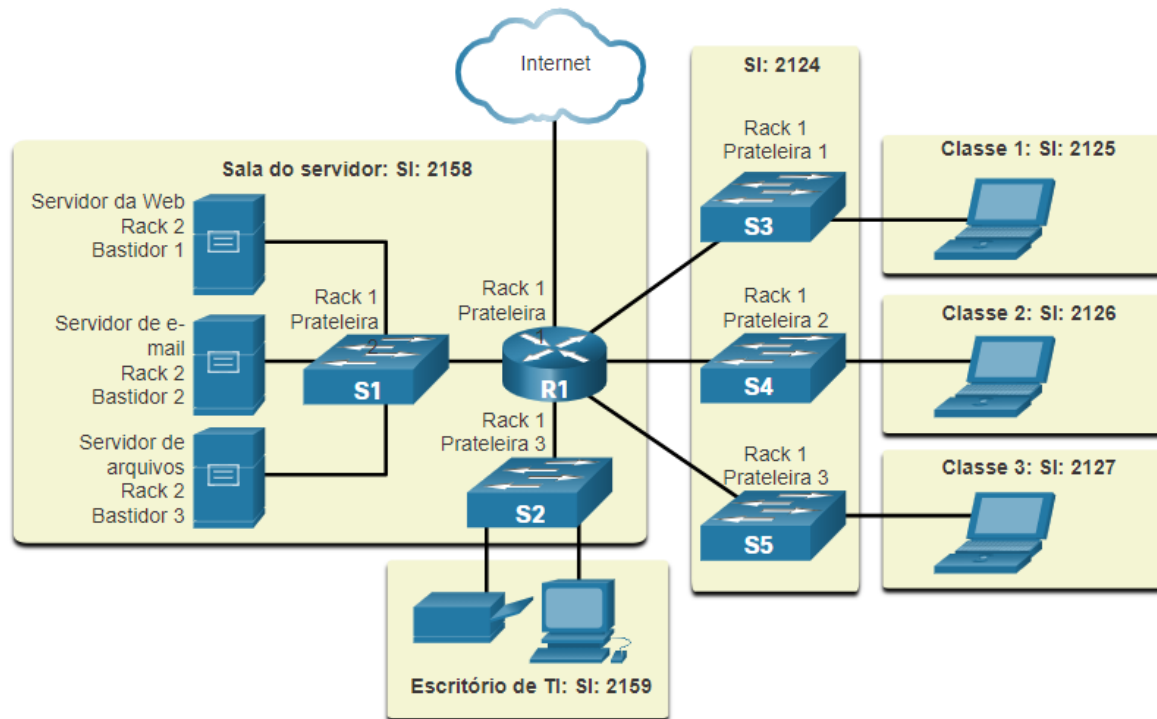 Internet
SI: 2124
Rack 1
Prateleira 1
S3
Classe 1: SI: 2125
Sala do servidor: SI: 2158
Servidor da Web
Rack 2
Bastidor 1
Rack 1
Prateleira
2
S1
Rack 1
Prateleira
1
R1
Servidor de e-
mail
Rack 2
Bastidor 2
Rack 1
Prateleira 2
S4
Classe 2: SI: 2126
Servidor de
arquivos
Rack 2
Bastidor 3
Rack 1
Prateleira 3
S2
Rack 1
Prateleira 3
S5
Classe 3: SI: 2127
Escritório de TI: SI: 2159